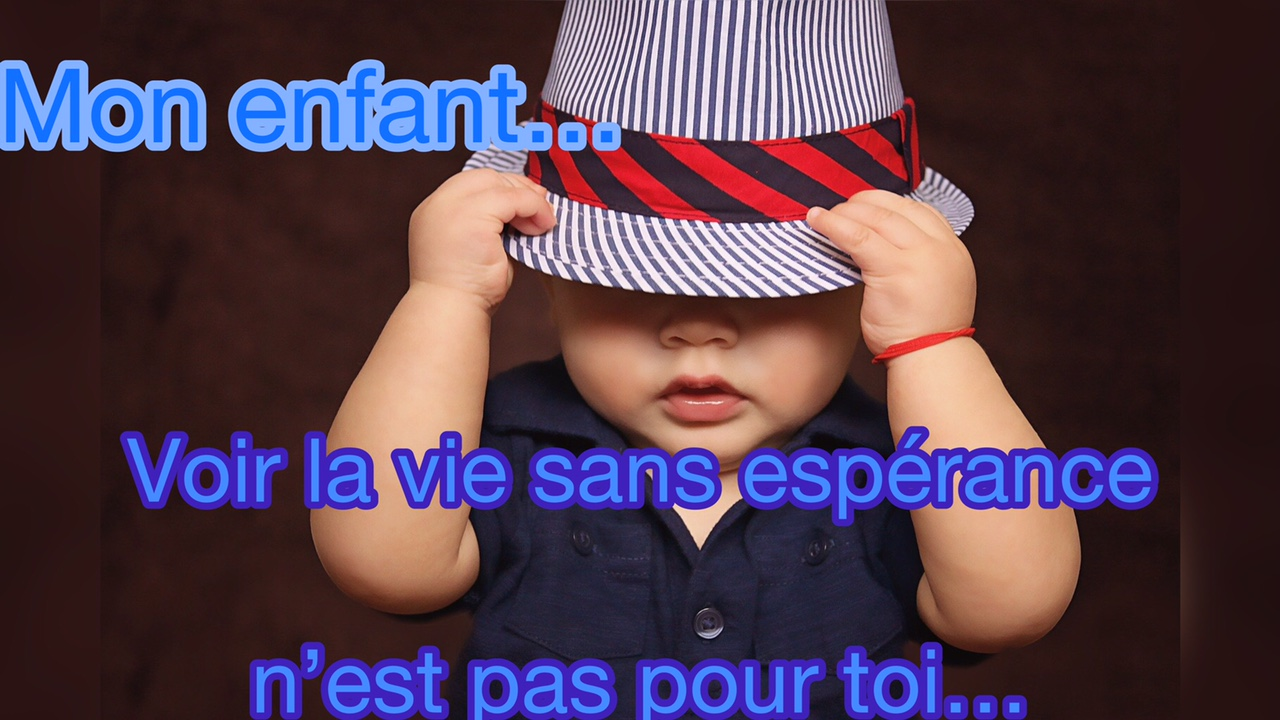 Mon enfant...
Voir la vie sans espérance
n’est pas pour toi...